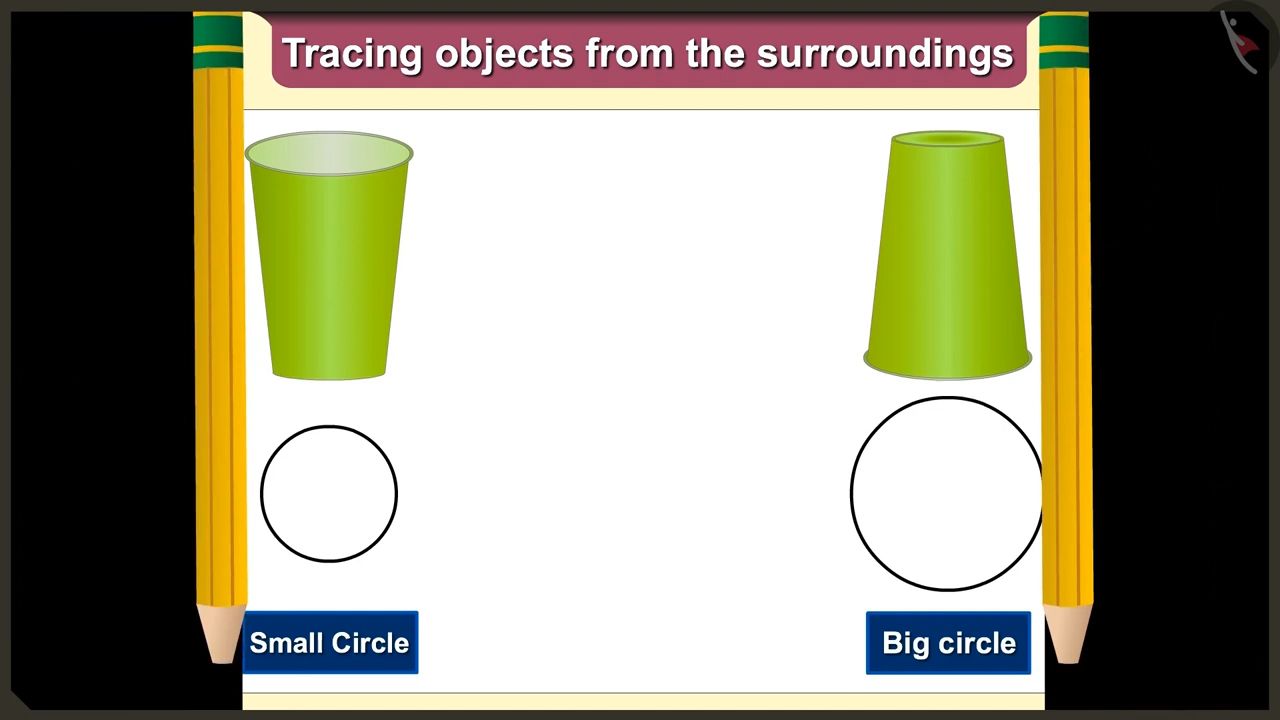 Tracing objects from the surroundings
Small Circle
Big circle